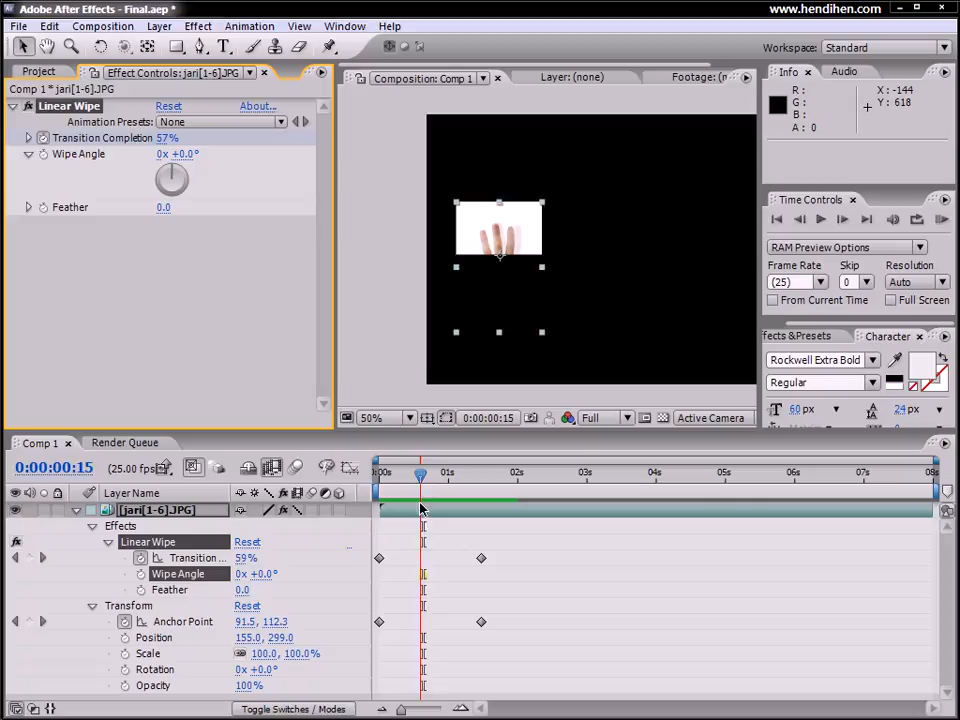 Adobe After Effects - Final.aep *
www.hendihen.com
File Edit Composition Layer Effect Animation View Window Help
Workspace: Standard
Project
Effect Controls: jari[1-6].JPG
Composition: Comp 1
Layer: (none)
Footage: (n
Info
Audio
Comp 1 * jari[1-6].JPG
Linear Wipe Reset About...
Animation Presets: None
Transition Completion 57%
Wipe Angle 0x +0.0°
Feather 0.0
R:
G:
B:
A: 0
X: -144
Y: 618
Time Controls
RAM Preview Options
Frame Rate Skip Resolution
(25) 0 Auto
From Current Time Full Screen
ffects&Presets Character
Rockwell Extra Bold
Regular
60 px 24 px
50% 0:00:00:15 Full Active Camera
Comp 1
Render Queue
0:00:00:15 (25.00 fps)
:00s 01s 02s 03s 04s 05s 06s 07s 08s
Layer Name
[jari[1-6].JPG]
Effects
Linear Wipe Reset
Transition ... 59%
Wipe Angle 0x +0.0°
Feather 0.0
Transform Reset
Anchor Point 91.5, 112.3
Position 155.0, 299.0
Scale 100.0, 100.0%
Rotation 0x +0.0°
Opacity 100%
Toggle Switches / Modes